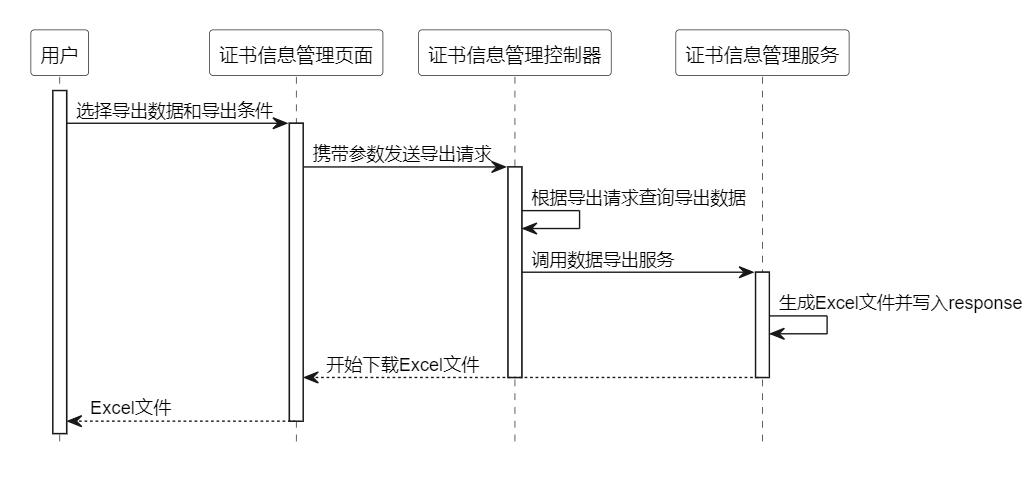 用户
证书信息管理页面
证书信息管理控制器
证书信息管理服务
选择导出数据和导出条件
携带参数发送导出请求
根据导出请求查询导出数据
调用数据导出服务
生成Excel文件并写入response
开始下载Excel文件
Excel文件